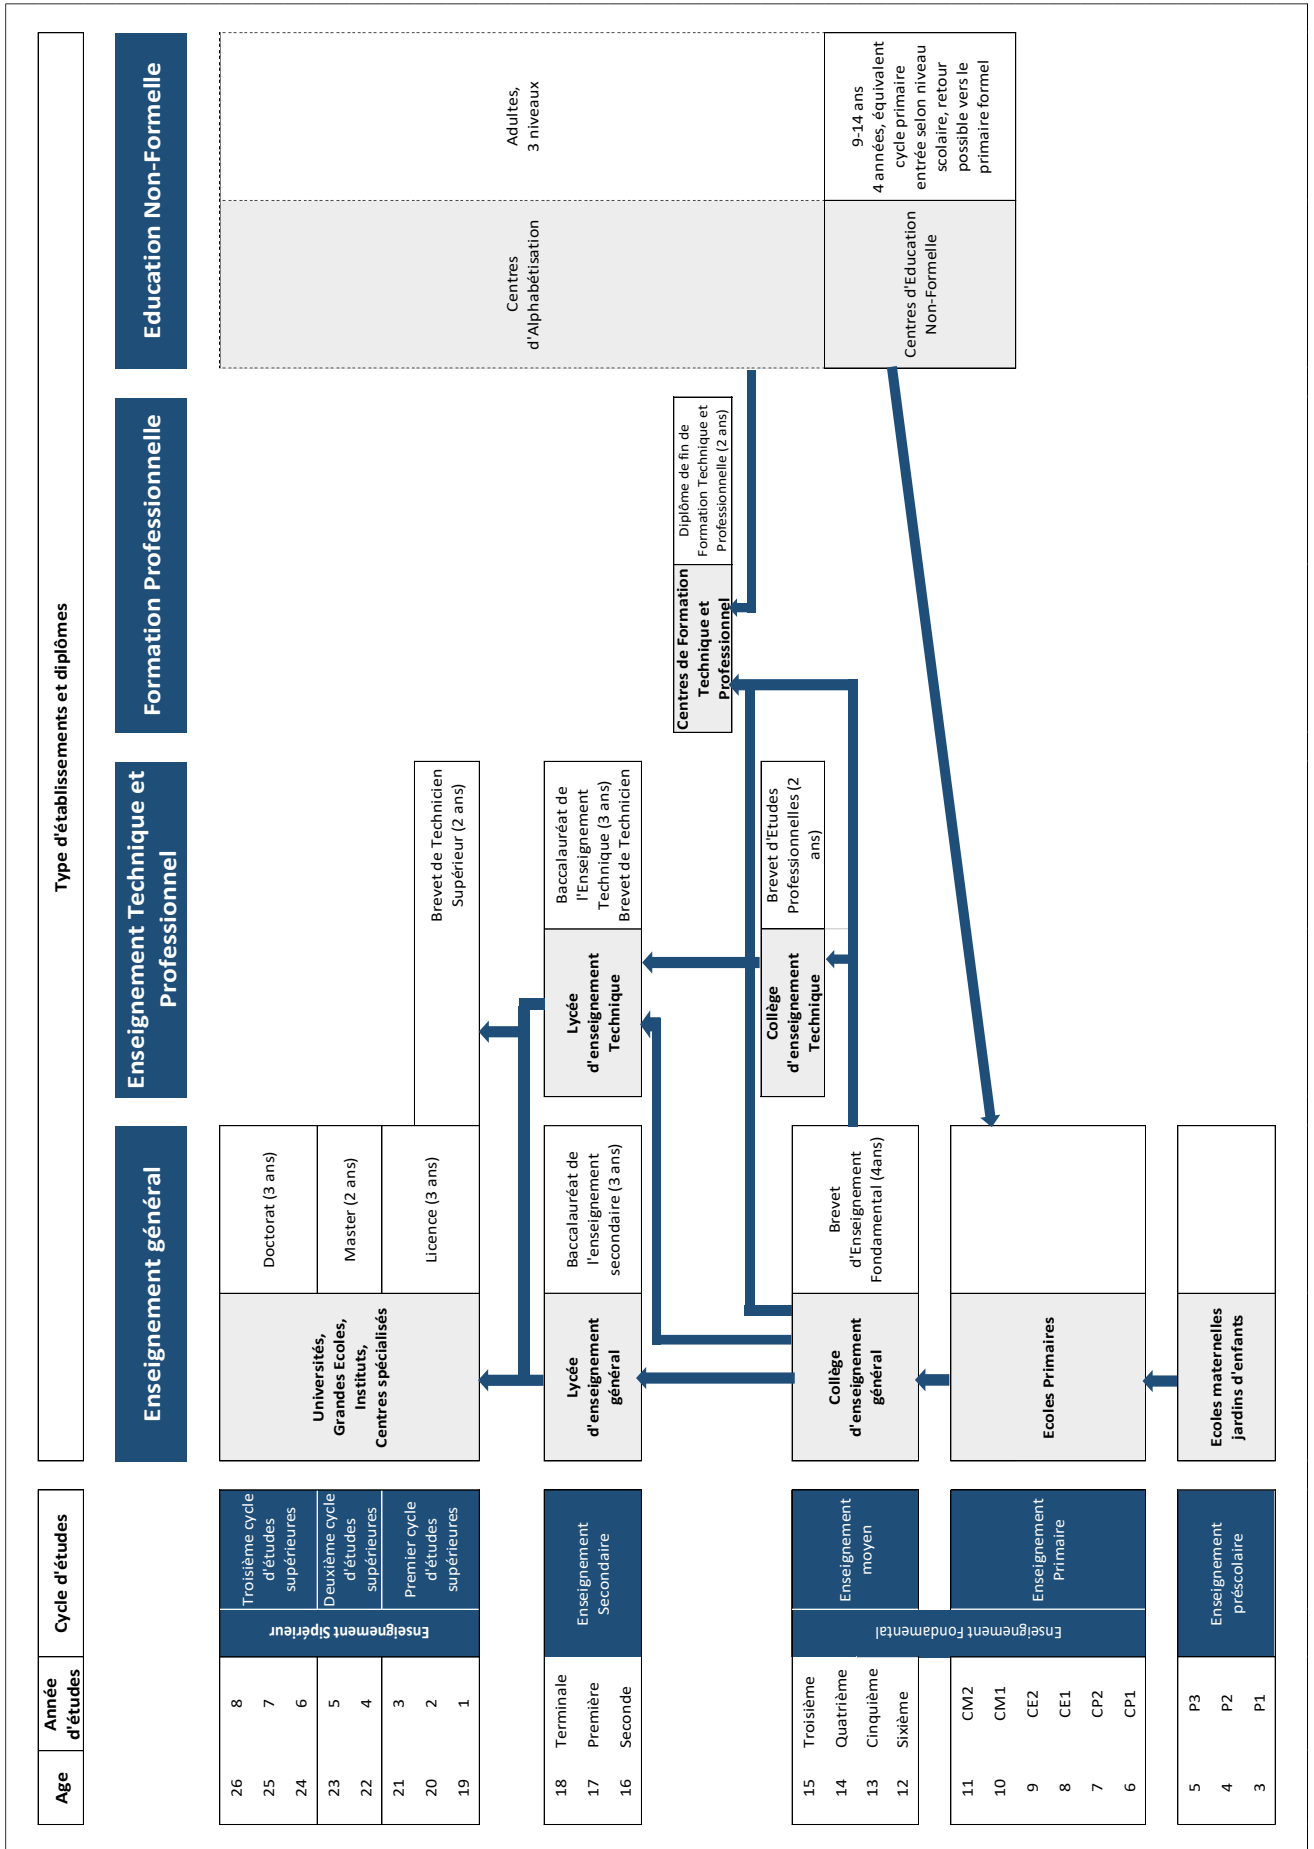 Age
Année
d'études
Cycle d'études
Type d'établissements et diplômes
Enseignement général
Enseignement Technique et
Professionnel
Formation Professionnelle
Education Non-Formelle
26
25
24
23
22
21
20
19
8
7
6
5
4
3
2
1
Enseignement Sipérieur
Troisième cycle
d'études
supérieures
Deuxième cycle
d'études
supérieures
Premier cycle
d'études
supérieures
Universités,
Grandes Ecoles,
Instituts,
Centres spécialisés
Doctorat (3 ans)
Master (2 ans)
Licence (3 ans)
Brevet de Technicien
Supérieur (2 ans)
Centres
d'Alphabétisation
Adultes,
3 niveaux
18
17
16
Terminale
Première
Seconde
Enseignement
Secondaire
Lycée
d'enseignement
général
Baccalauréat de
l'enseignement
secondaire (3 ans)
Lycée
d'enseignement
Technique
Baccalauréat de
l'Enseignement
Technique (3 ans)
Brevet de Technicien
Centres de Formation
Technique et
Professionnel
Diplôme de fin de
Formation Technique et
Professionnelle (2 ans)
15
14
13
12
Troisième
Quatrième
Cinquième
Sixième
Enseignement Fondamental
Enseignement
moyen
Collège
d'enseignement
général
Brevet
d'Enseignement
Fondamental (4ans)
Collège
d'enseignement
Technique
Brevet d'Etudes
Professionnelles (2
ans)
Centres d'Education
Non-Formelle
9-14 ans
4 années, équivalent
cycle primaire
entrée selon niveau
scolaire, retour
possible vers le
primaire formel
11
10
9
8
7
6
CM2
CM1
CE2
CE1
CP2
CP1
Enseignement
Primaire
Ecoles Primaires
5
4
3
P3
P2
P1
Enseignement
préscolaire
Ecoles maternelles
jardins d'enfants